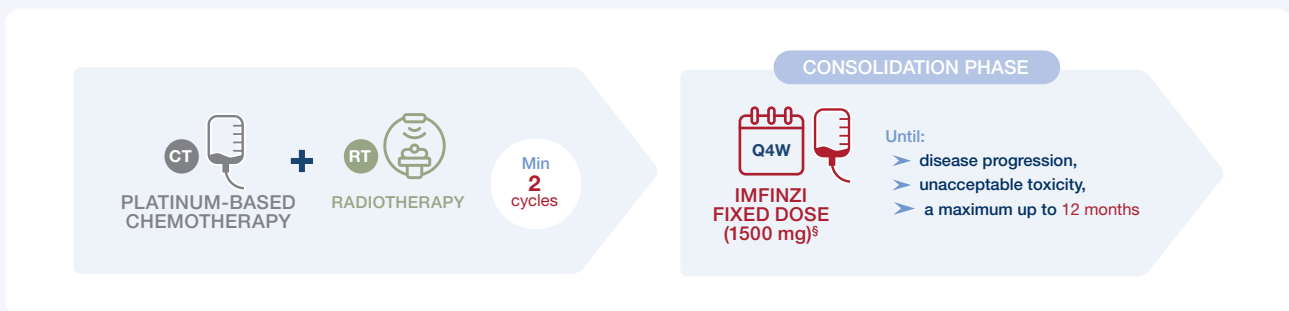 CT
PLATINUM-BASED
CHEMOTHERAPY
+
RT
RADIOTHERAPY
Min
2
cycles
CONSOLIDATION PHASE
Q4W
IMFINZI
FIXED DOSE
(1500 mg)§
Until:
➤ disease progression,
➤ unacceptable toxicity,
➤ a maximum up to 12 months